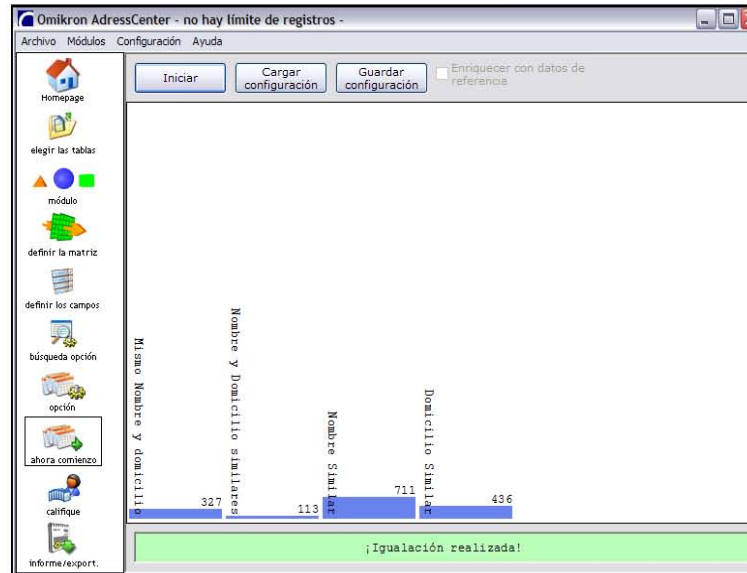 Omikron AdressCenter - no hay límite de registros -
Archivo Módulos Configuración Ayuda
Homepage
elegir las tablas
módulo
definir la matriz
definir los campos
búsqueda opción
opción
ahora comienzo
califique
informe/export.
Iniciar
Cargar
configuración
Guardar
configuración
Enriquecer con datos de
referencia
Mismo Nombre y domicilio
327
Nombre y Domicilio similares
113
Nombre Similar
711
Domicilio Similar
436
¡Igualación realizada!